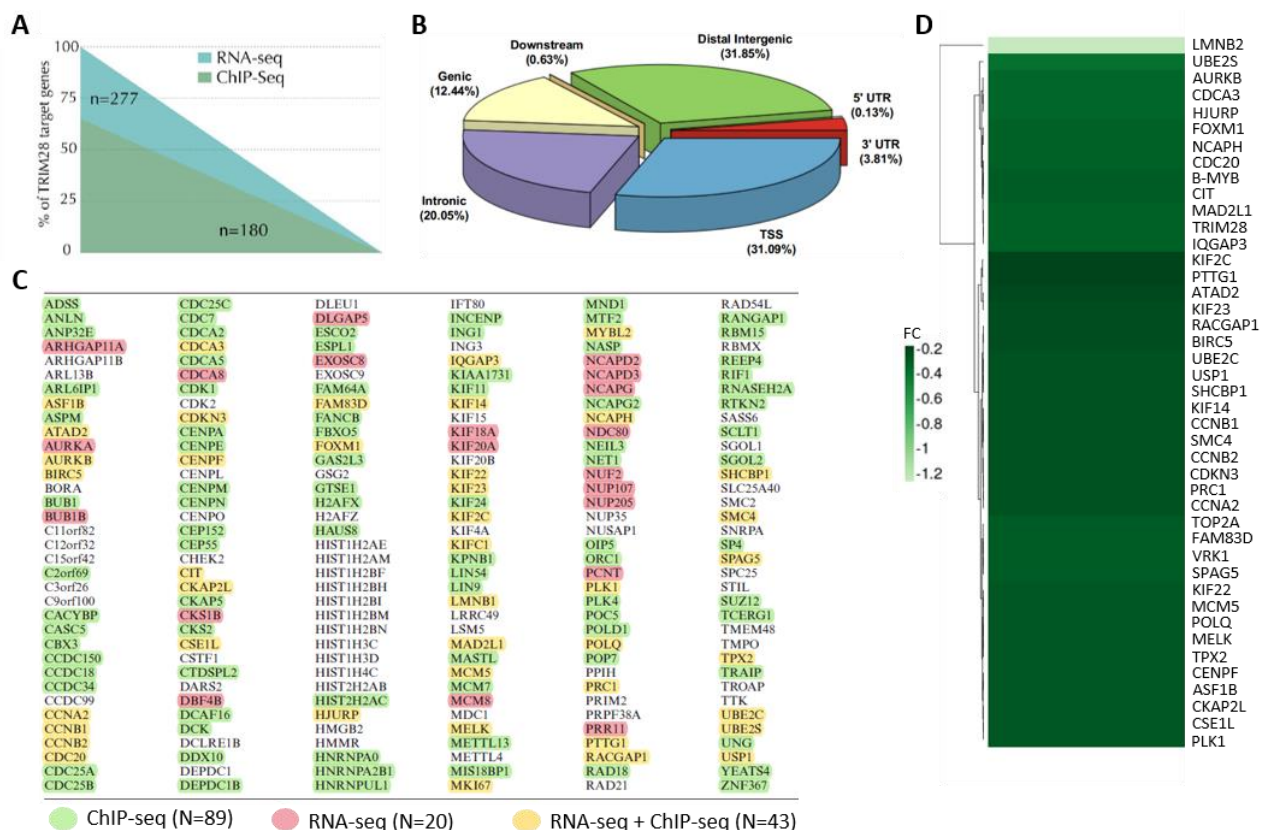 A
100
75
50
25
0
% of TRIM28 target genes
RNA-seq
ChIP-Seq
n=277
n=180
B
Downstream
(0.63%)
Distal Intergenic
(31.85%)
Genic
(12.44%)
5' UTR
(0.13%)
3' UTR
(3.81%)
Intronic
(20.05%)
TSS
(31.09%)
C
ADSS CDC25C DLEU1 IFT80 MND1 RAD54L
ANLN CDC7 DLGAP5 INCENP MTF2 RANGAP1
ANP32E CDCA2 ESCO2 ING1 MYBL2 RBM15
ARHGAP11A CDCA3 ESPL1 ING3 NASP RBMX
ARHGAP11B CDCA5 EXOSC8 IQGAP3 NCAPD2 REEP4
ARL13B CDCA8 EXOSC9 KIAA1731 NCAPD3 RIF1
ARL6IP1 CDK1 FAM64A KIF11 NCAPG RNASEH2A
ASF1B CDK2 FAM83D KIF14 NCAPG2 RTKN2
ASPM CDKN3 FANCB KIF15 NCAPH SASS6
ATAD2 CENPA FBXO5 KIF18A NDC80 SCLT1
AURKA CENPE FOXM1 KIF20A NEIL3 SGOL1
AURKB CENPF GAS2L3 KIF20B NET1 SGOL2
BIRC5 CENPL GSG2 KIF22 NUF2 SHCBP1
BORA CENPM GTSE1 KIF23 NUP107 SLC25A40
BUB1 CENPN H2AFX KIF24 NUP205 SMC2
BUB1B CENPO H2AFZ KIF2C NUP35 SMC4
C11orf82 CEP152 HAUS8 KIF4A NUSAP1 SNRPA
C12orf32 CEP55 HIST1H2AE KIFC1 OIP5 SP4
C15orf42 CHEK2 HIST1H2AM KPNB1 ORC1 SPAG5
C2orf69 CIT HIST1H2BF LIN54 PCNT SPC25
C3orf26 CKAP2L HIST1H2BH LIN9 PLK1 STIL
C9orf100 CKAP5 HIST1H2BI LMNB1 PLK4 SUZ12
CACYBP CKS1B HIST1H2BM LRRC49 POC5 TCERG1
CASC5 CKS2 HIST1H2BN LSM5 POLD1 TMEM48
CBX3 CSE1L HIST1H3C MAD2L1 POLQ TMPO
CCDC150 CSTF1 HIST1H3D MASTL POP7 TPX2
CCDC18 CTDSPL2 HIST1H4C MCM5 PPIH TRAIP
CCDC34 DARS2 HIST2H2AB MCM7 PRC1 TROAP
CCDC99 DBF4B HIST2H2AC MCM8 PRIM2 TTK
CCNA2 DCAF16 HJURP MDC1 PRPF38A UBE2C
CCNB1 DCK HMGB2 MELK PRR11 UBE2S
CCNB2 DCLRE1B HMMR METTL13 PTTG1 UNG
CDC20 DDX10 HNRNPA0 METTL4 RACGAP1 USP1
CDC25A DEPDC1 HNRNPA2B1 MIS18BP1 RAD18 YEATS4
CDC25B DEPDC1B HNRNPUL1 MKI67 RAD21 ZNF367
ChIP-seq (N=89) RNA-seq (N=20) RNA-seq + ChIP-seq (N=43)
D
FC
-0.2
-0.4
-0.6
-0.8
-1
-1.2
LMNB2
UBE2S
AURKB
CDCA3
HJURP
FOXM1
NCAPH
CDC20
B-MYB
CIT
MAD2L1
TRIM28
IQGAP3
KIF2C
PTTG1
ATAD2
KIF23
RACGAP1
BIRC5
UBE2C
USP1
SHCBP1
KIF14
CCNB1
SMC4
CCNB2
CDKN3
PRC1
CCNA2
TOP2A
FAM83D
VRK1
SPAG5
KIF22
MCM5
POLQ
MELK
TPX2
CENPF
ASF1B
CKAP2L
CSE1L
PLK1